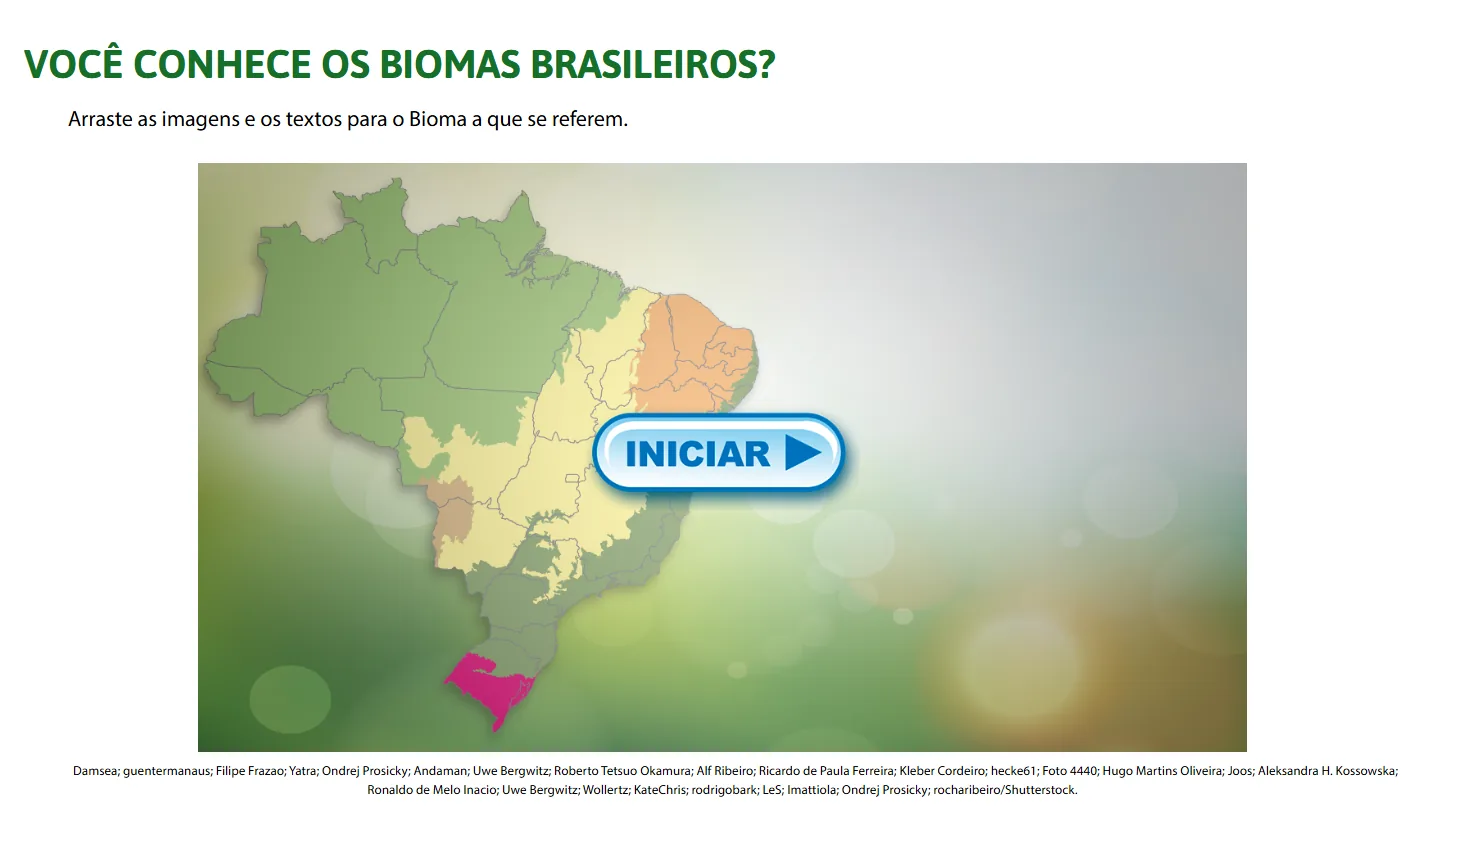 VOCÊ CONHECE OS BIOMAS BRASILEIROS?
Arraste as imagens e os textos para o Bioma a que se referem.
INICIAR
Damsea; guentermanaus; Filipe Frazao; Yatra; Ondrej Prosicky; Andaman; Uwe Bergwitz; Roberto Tetsuo Okamura; Alf Ribeiro; Ricardo de Paula Ferreira; Kleber Cordeiro; hecke61; Foto 4440; Hugo Martins Oliveira; Joos; Aleksandra H. Kossowska;
Ronaldo de Melo Inacio; Uwe Bergwitz; Wollertz; KateChris; rodrigobark; LeS; Imattiola; Ondrej Prosicky; rocharibeiro/Shutterstock.